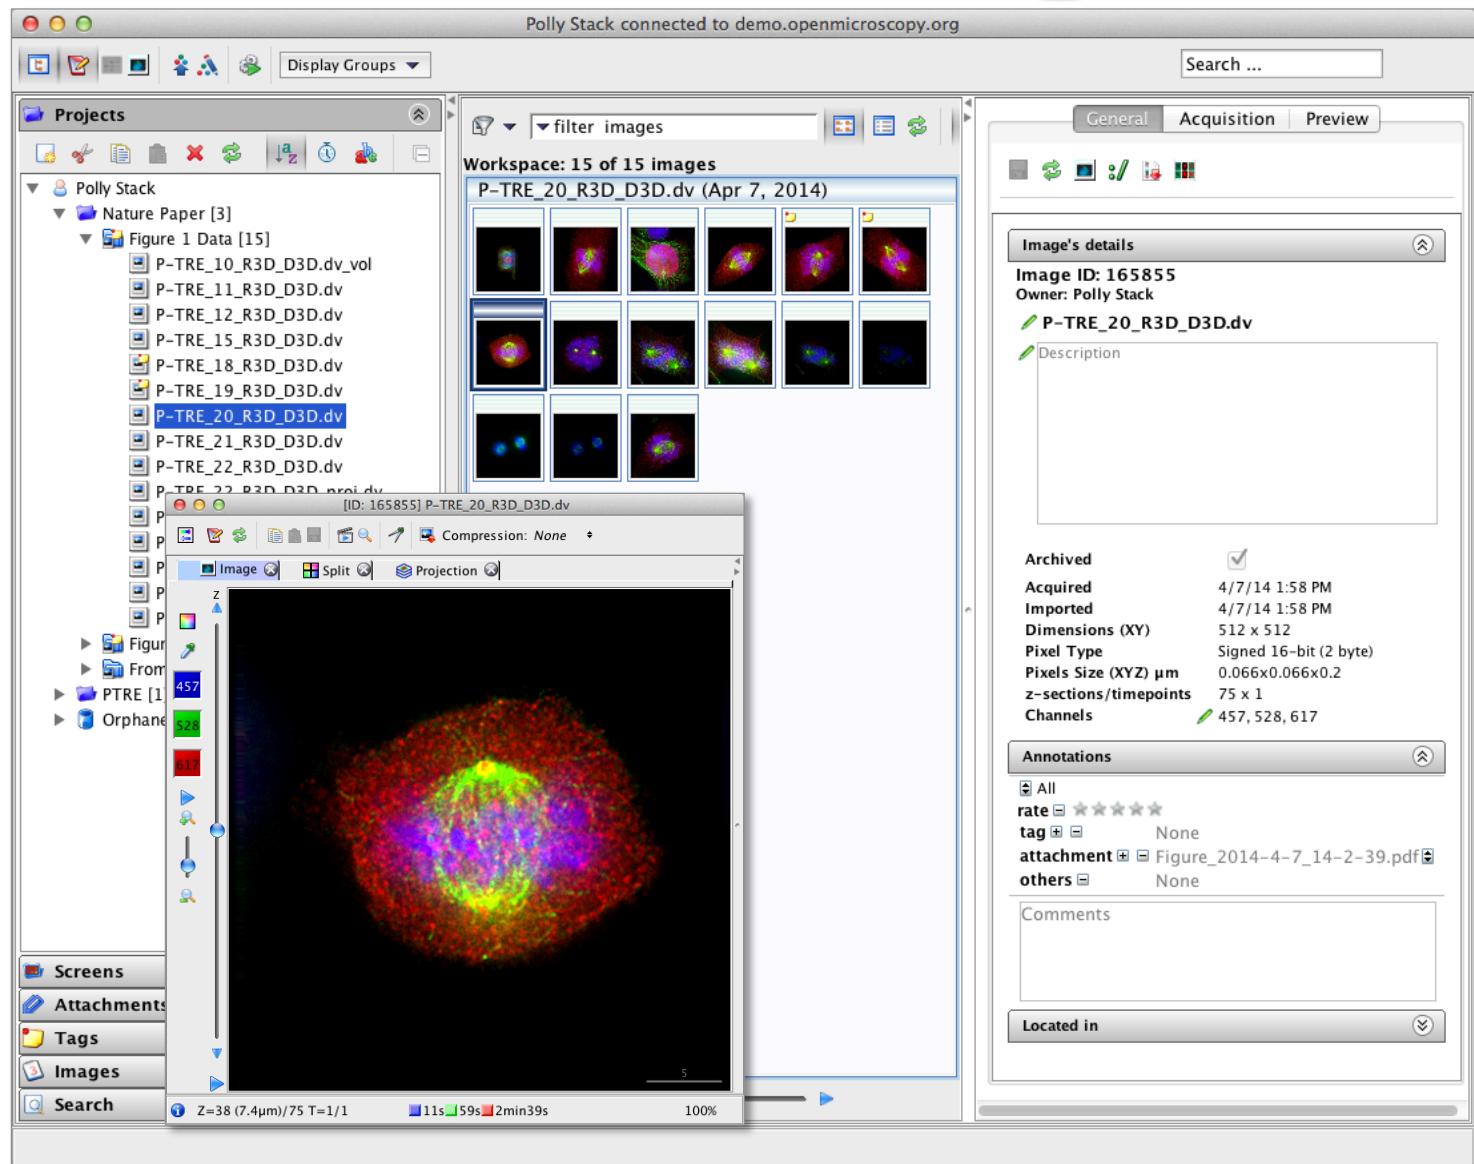 Polly Stack connected to demo.openmicroscopy.org
Display Groups
Search ...
Projects
Polly Stack
Nature Paper [3]
Figure 1 Data [15]
P-TRE_10_R3D_D3D.dv_vol
P-TRE_11_R3D_D3D.dv
P-TRE_12_R3D_D3D.dv
P-TRE_15_R3D_D3D.dv
P-TRE_18_R3D_D3D.dv
P-TRE_19_R3D_D3D.dv
P-TRE_20_R3D_D3D.dv
P-TRE_21_R3D_D3D.dv
P-TRE_22_R3D_D3D.dv
P-TRE_22_R3D_D3D_proj.dv
P
P
P
P
P
Figur
From
PTRE [1]
Orphane
Screens
Attachments
Tags
Images
Search
filter images
Workspace: 15 of 15 images
P-TRE_20_R3D_D3D.dv (Apr 7, 2014)
[ID: 165855] P-TRE_20_R3D_D3D.dv
Compression: None
Image
Split
Projection
Z
457
528
617
5
Z=38 (7.4µm)/75 T=1/1
11s 59s 2min39s
100%
General Acquisition Preview
Image's details
Image ID: 165855
Owner: Polly Stack
P-TRE_20_R3D_D3D.dv
Description
Archived
Acquired 4/7/14 1:58 PM
Imported 4/7/14 1:58 PM
Dimensions (XY) 512 x 512
Pixel Type Signed 16-bit (2 byte)
Pixels Size (XYZ) µm 0.066x0.066x0.2
z-sections/timepoints 75 x 1
Channels 457, 528, 617
Annotations
All
rate
tag None
attachment Figure_2014-4-7_14-2-39.pdf
others None
Comments
Located in